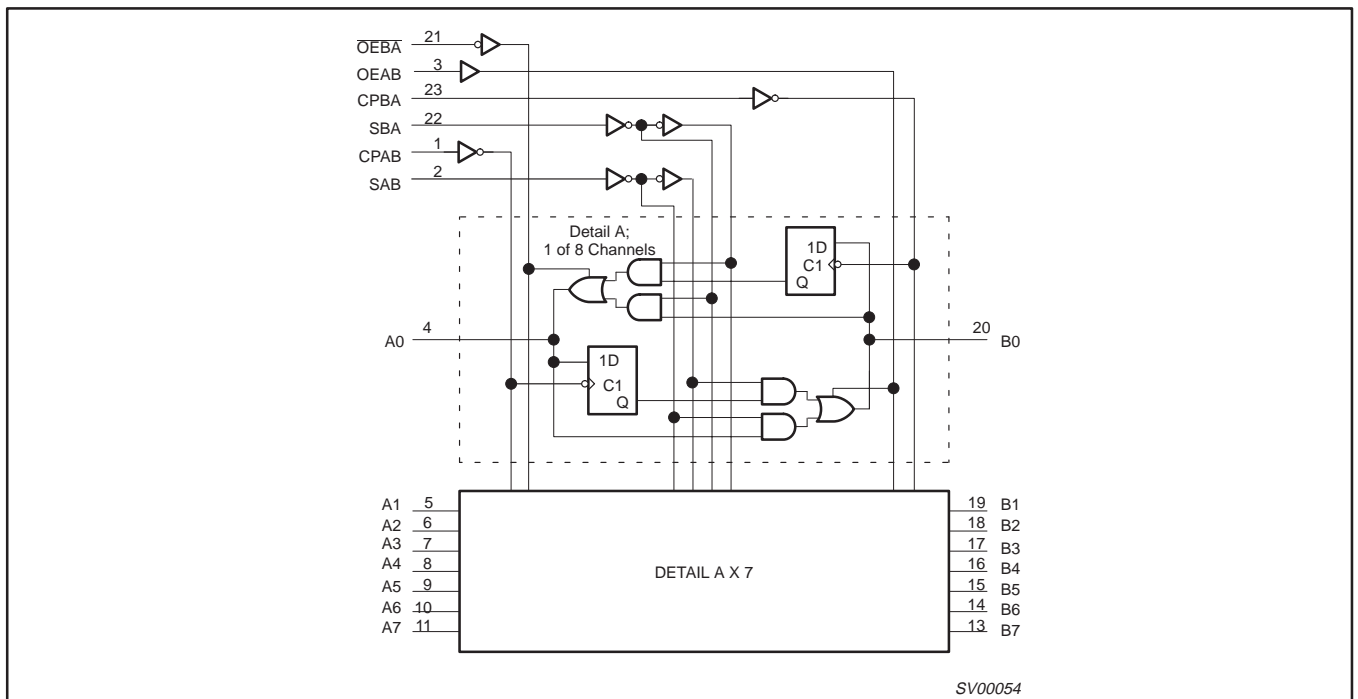 OEBA 21
OEAB 3
CPBA 23
SBA 22
CPAB 1
SAB 2
Detail A;
1 of 8 Channels
1D
C1
Q
A0 4
20 B0
1D
C1
Q
A1 5
A2 6
A3 7
A4 8
A5 9
A6 10
A7 11
DETAIL A X 7
19 B1
18 B2
17 B3
16 B4
15 B5
14 B6
13 B7
SV00054